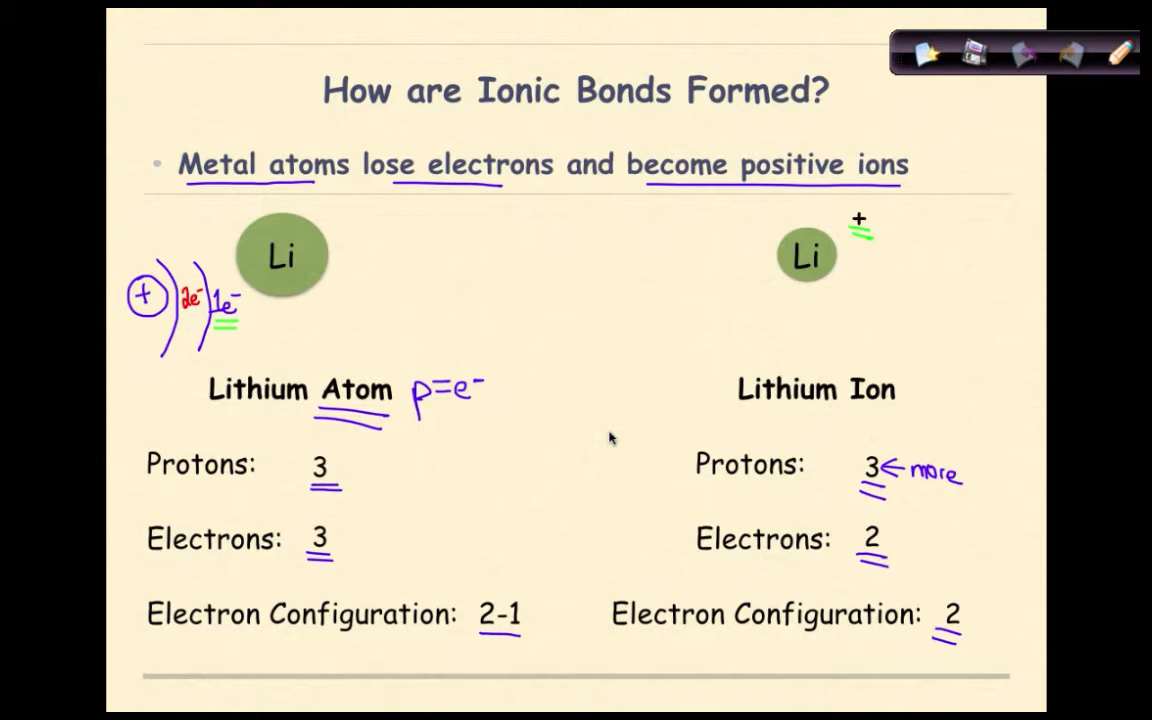 How are Ionic Bonds Formed?
• Metal atoms lose electrons and become positive ions
Li
Li +
+ 2e⁻ 1e⁻
Lithium Atom p=e⁻
Lithium Ion
Protons: 3
Protons: 3 ← more
Electrons: 3
Electrons: 2
Electron Configuration: 2-1
Electron Configuration: 2